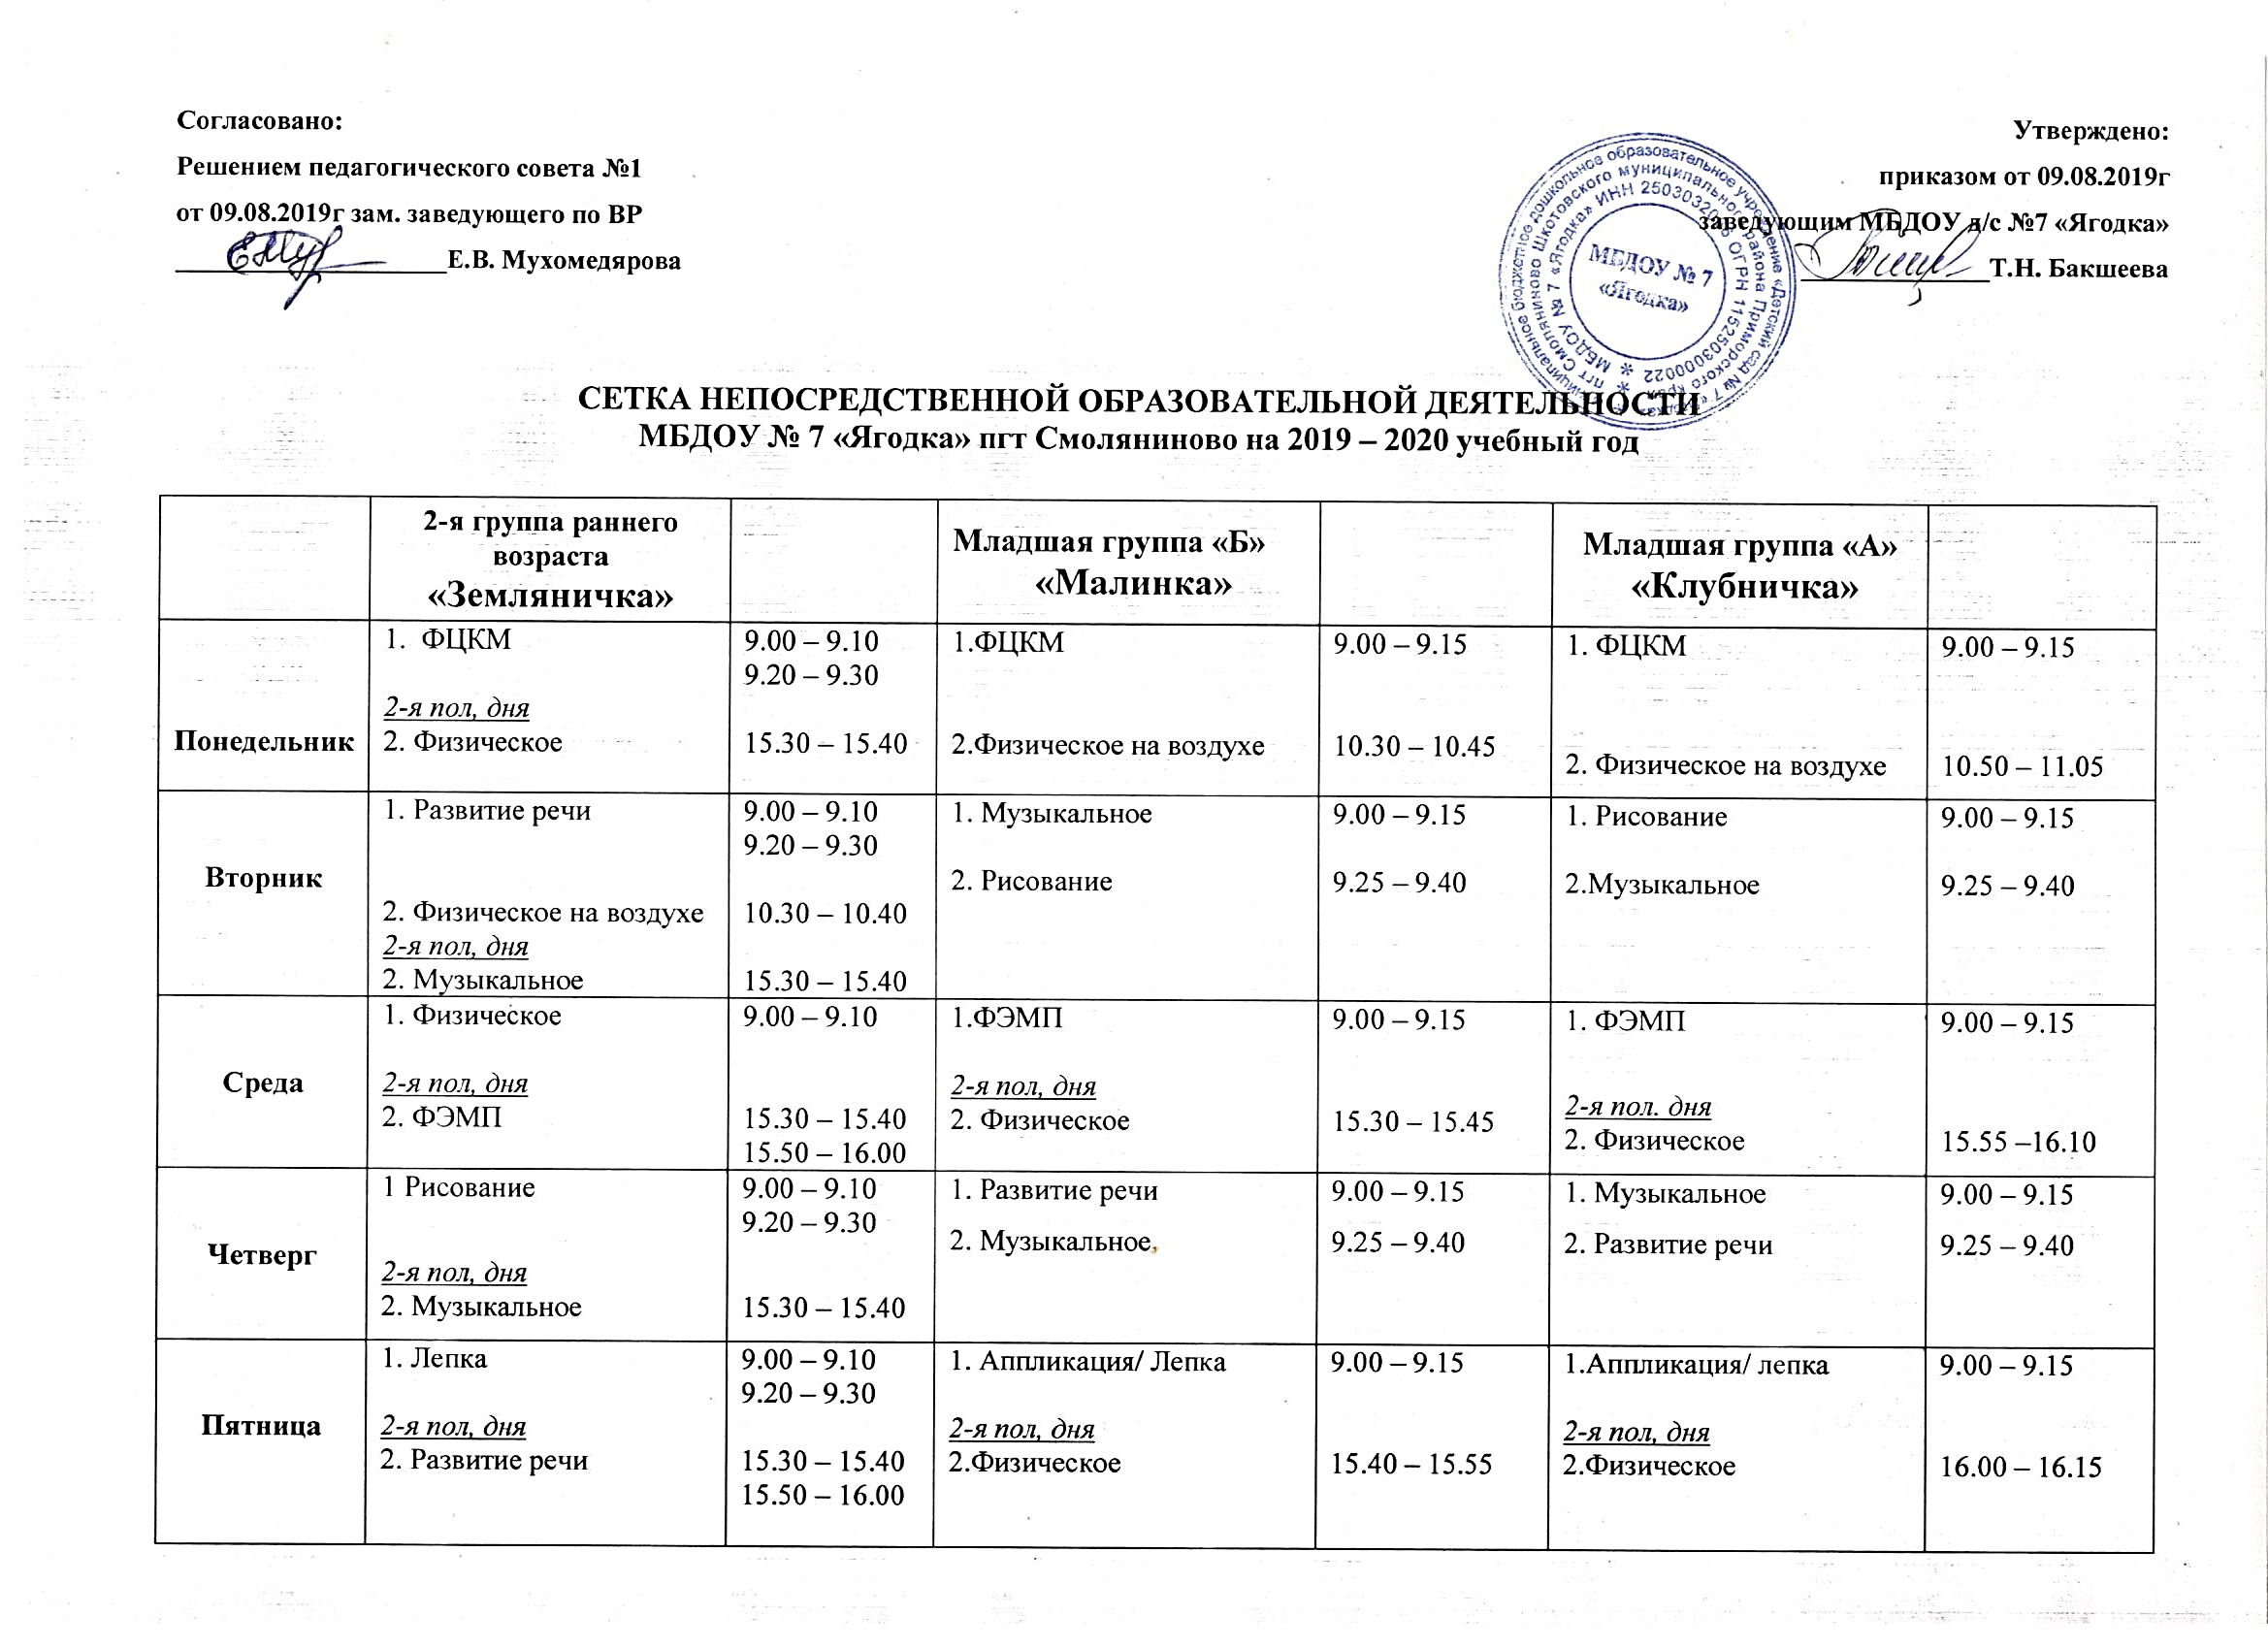 Согласовано:
Решением педагогического совета №1
от 09.08.2019г зам. заведующего по ВР
Е.В. Мухомедярова
Утверждено:
приказом от 09.08.2019г
заведующим МБДОУ д/с №7 «Ягодка»
Т.Н. Бакшеева
МБДОУ № 7
«Ягодка»
СЕТКА НЕПОСРЕДСТВЕННОЙ ОБРАЗОВАТЕЛЬНОЙ ДЕЯТЕЛЬНОСТИ
МБДОУ № 7 «Ягодка» пгт Смоляниново на 2019 – 2020 учебный год
2-я группа раннего
возраста
«Земляничка»
Младшая группа «Б»
«Малинка»
Младшая группа «А»
«Клубничка»
Понедельник
1. ФЦКМ
2-я пол, дня
2. Физическое
9.00 – 9.10
9.20 – 9.30
15.30 – 15.40
1.ФЦКМ
2.Физическое на воздухе
9.00 – 9.15
10.30 – 10.45
1. ФЦКМ
2. Физическое на воздухе
9.00 – 9.15
10.50 – 11.05
Вторник
1. Развитие речи
2. Физическое на воздухе
2-я пол, дня
2. Музыкальное
9.00 – 9.10
9.20 – 9.30
10.30 – 10.40
15.30 – 15.40
1. Музыкальное
2. Рисование
9.00 – 9.15
9.25 – 9.40
1. Рисование
2.Музыкальное
9.00 – 9.15
9.25 – 9.40
Среда
1. Физическое
2-я пол, дня
2. ФЭМП
9.00 – 9.10
15.30 – 15.40
15.50 – 16.00
1.ФЭМП
2-я пол, дня
2. Физическое
9.00 – 9.15
15.30 – 15.45
1. ФЭМП
2-я пол. дня
2. Физическое
9.00 – 9.15
15.55 –16.10
Четверг
1 Рисование
2-я пол, дня
2. Музыкальное
9.00 – 9.10
9.20 – 9.30
15.30 – 15.40
1. Развитие речи
2. Музыкальное,
9.00 – 9.15
9.25 – 9.40
1. Музыкальное
2. Развитие речи
9.00 – 9.15
9.25 – 9.40
Пятница
1. Лепка
2-я пол, дня
2. Развитие речи
9.00 – 9.10
9.20 – 9.30
15.30 – 15.40
15.50 – 16.00
1. Аппликация/ Лепка
2-я пол, дня
2.Физическое
9.00 – 9.15
15.40 – 15.55
1.Аппликация/ лепка
2-я пол, дня
2.Физическое
9.00 – 9.15
16.00 – 16.15